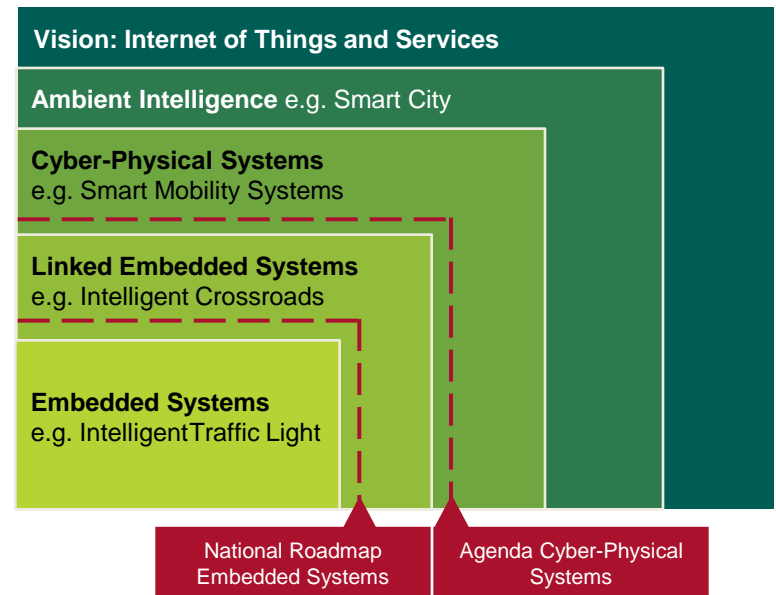 Vision: Internet of Things and Services
Ambient Intelligence e.g. Smart City
Cyber-Physical Systems
e.g. Smart Mobility Systems
Linked Embedded Systems
e.g. Intelligent Crossroads
Embedded Systems
e.g. IntelligentTraffic Light
National Roadmap
Embedded Systems
Agenda Cyber-Physical
Systems